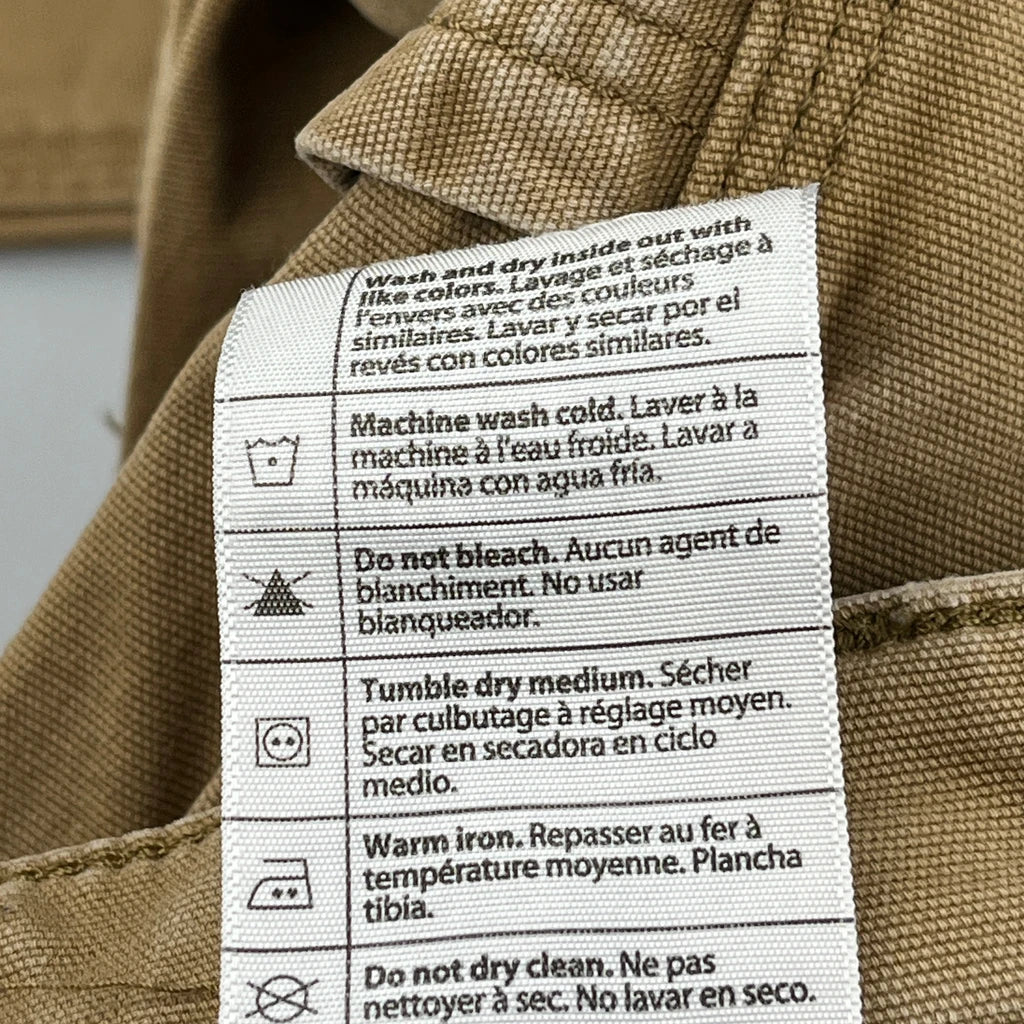 Wash and dry inside out with
like colors. Lavage et séchage à
l'envers avec des couleurs
similaires. Lavar y secar por el
revés con colores similares.
Machine wash cold. Laver à la
machine à l'eau froide. Lavar a
máquina con agua fría.
Do not bleach. Aucun agent de
blanchiment. No usar
blanqueador.
Tumble dry medium. Sécher
par culbutage à réglage moyen.
Secar en secadora en ciclo
medio.
Warm iron. Repasser au fer à
température moyenne. Plancha
tibia.
Do not dry clean. Ne pas
nettoyer à sec. No lavar en seco.